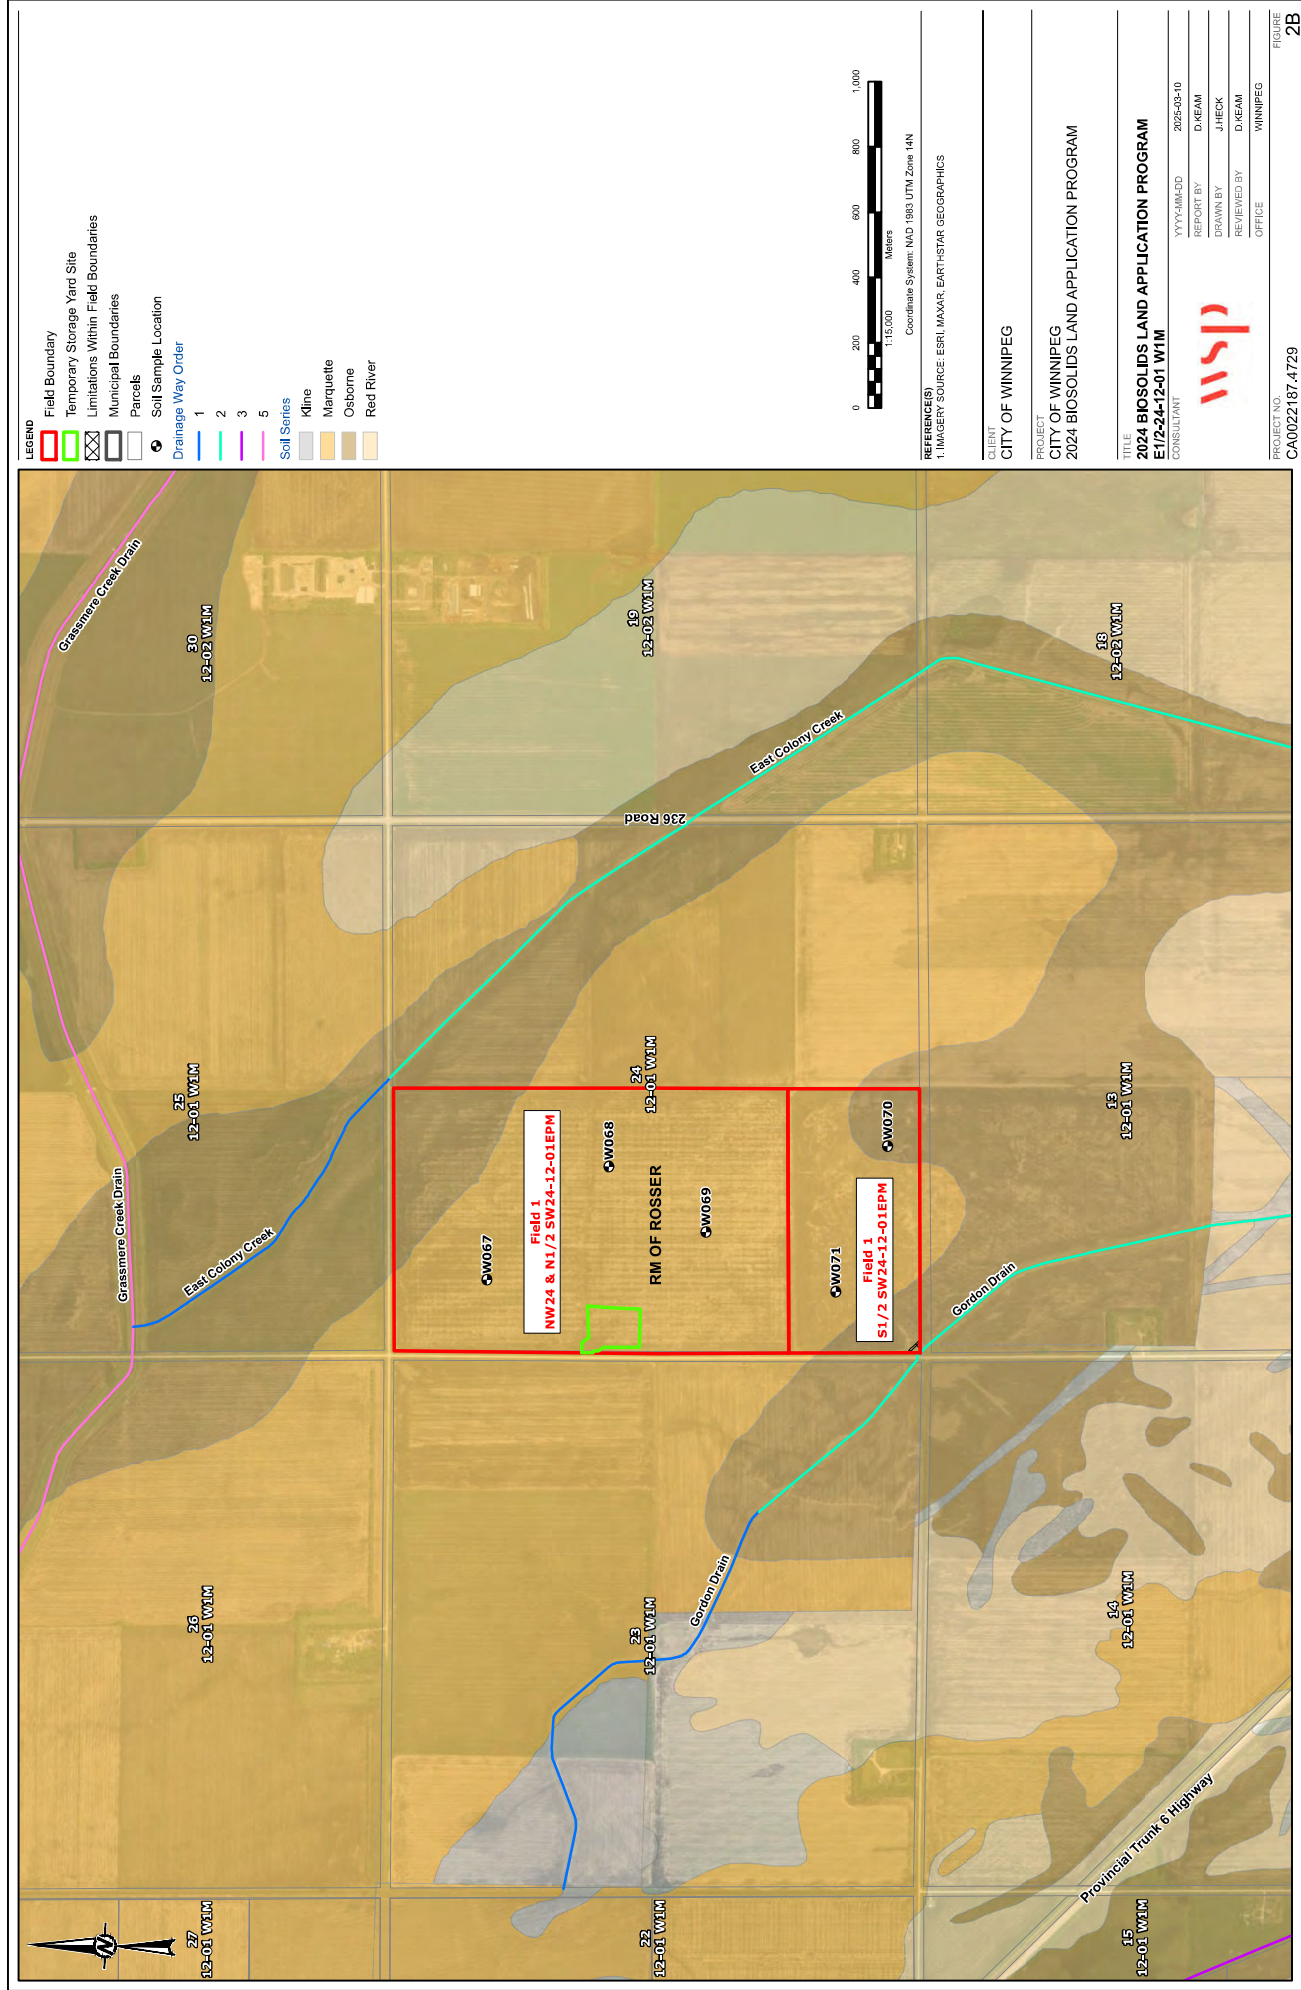 Grassmere Creek Drain
30
12-02 W1M
19
12-02 W1M
18
12-02 W1M
East Colony Creek
236 Road
25
12-01 W1M
24
12-01 W1M
13
12-01 W1M
Grassmere Creek Drain
East Colony Creek
Field 1
NW24 & N1/2 SW24-12-01EPM
W067
W068
W069
RM OF ROSSER
W070
W071
Field 1
S1/2 SW24-12-01EPM
Gordon Drain
Gordon Drain
26
12-01 W1M
23
12-01 W1M
14
12-01 W1M
Provincial Trunk 6 Highway
27
12-01 W1M
22
12-01 W1M
15
12-01 W1M
N
LEGEND
Field Boundary
Temporary Storage Yard Site
Limitations Within Field Boundaries
Municipal Boundaries
Parcels
Soil Sample Location
Drainage Way Order
1
2
3
5
Soil Series
Kline
Marquette
Osborne
Red River
0 200 400 600 800 1,000
1:15,000 Meters
Coordinate System: NAD 1983 UTM Zone 14N
REFERENCE(S)
1. IMAGERY SOURCE: ESRI, MAXAR, EARTHSTAR GEOGRAPHICS
CLIENT
CITY OF WINNIPEG
PROJECT
CITY OF WINNIPEG
2024 BIOSOLIDS LAND APPLICATION PROGRAM
TITLE
2024 BIOSOLIDS LAND APPLICATION PROGRAM
E1/2-24-12-01 W1M
CONSULTANT
wsp
YYYY-MM-DD 2025-03-10
REPORT BY D.KEAM
DRAWN BY J.HECK
REVIEWED BY D.KEAM
OFFICE WINNIPEG
PROJECT NO.
CA0022187.4729
FIGURE
2B